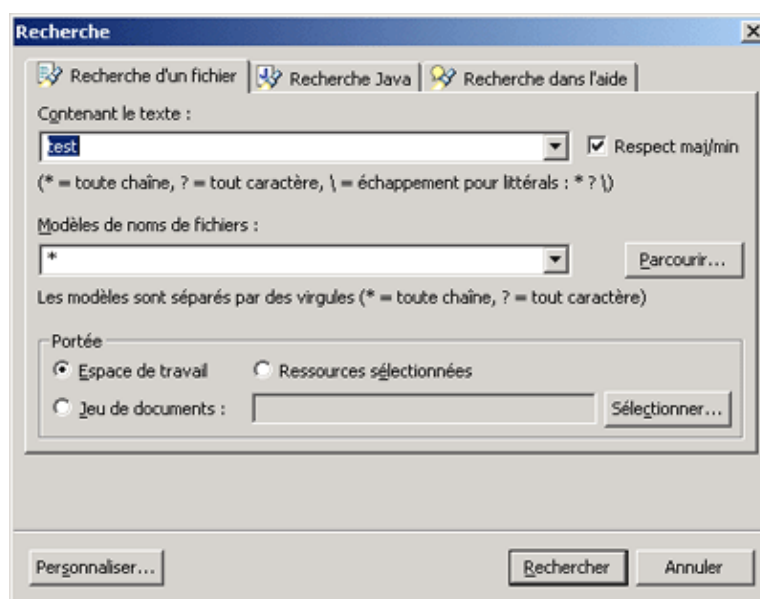 Recherche
Recherche d'un fichier Recherche Java Recherche dans l'aide
Contenant le texte :
test Respect maj/min
(* = toute chaîne, ? = tout caractère, \ = échappement pour littérals : * ? \)
Modèles de noms de fichiers :
* Parcourir...
Les modèles sont séparés par des virgules (* = toute chaîne, ? = tout caractère)
Portée
Espace de travail Ressources sélectionnées
Jeu de documents : Sélectionner...
Personnaliser... Rechercher Annuler